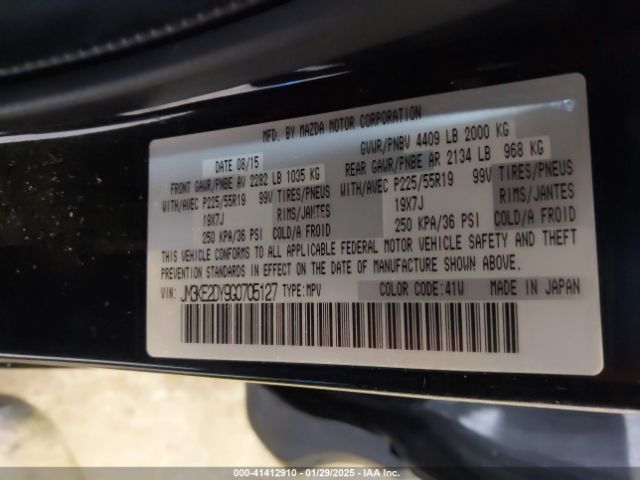 MFD. BY MAZDA MOTOR CORPORATION
DATE 08/15 GVWR/PNBV 4409 LB 2000 KG
FRONT GAWR/PNBE AV 2282 LB 1035 KG REAR GAWR/PNBE AR 2134 LB 968 KG
WITH/AVEC P225/55R19 99V TIRES/PNEUS WITH/AVEC P225/55R19 99V TIRES/PNEUS
19X7J RIMS/JANTES 19X7J RIMS/JANTES
250 KPA/36 PSI COLD/A FROID 250 KPA/36 PSI COLD/A FROID
THIS VEHICLE CONFORMS TO ALL APPLICABLE FEDERAL MOTOR VEHICLE SAFETY AND THEFT
PREVENTION STANDARDS IN EFFECT ON THE DATE OF MANUFACTURE SHOWN ABOVE.
VIN: JM3KE2DY9G0705127 TYPE:MPV COLOR CODE:41W MADE IN JAPAN
000-41412910 - 01/29/2025 - IAA Inc.